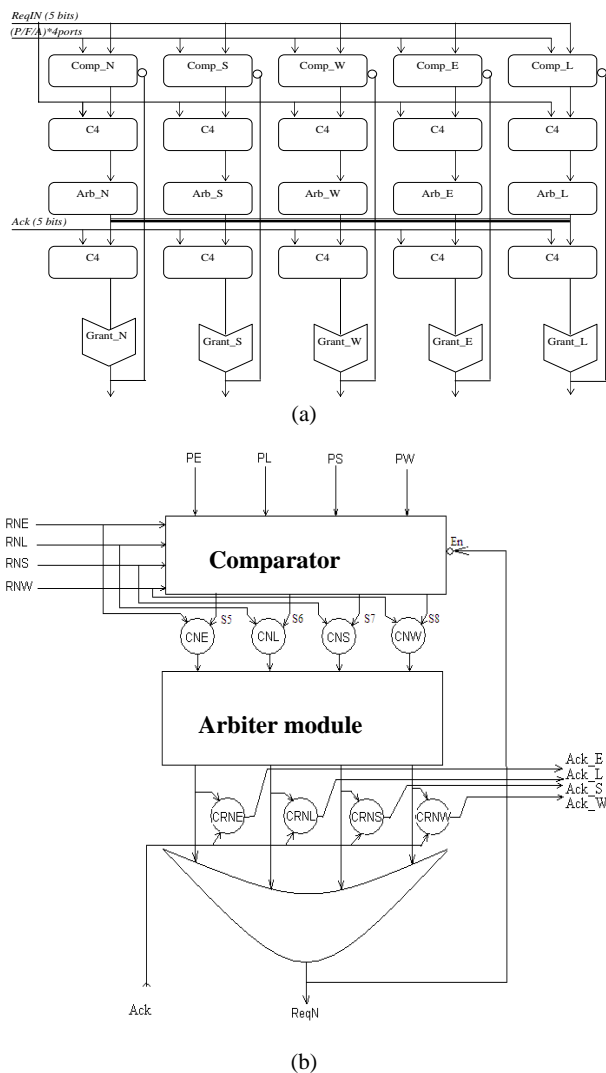 ReqIN (5 bits)
(P/F/A)*4ports
Comp_N Comp_S Comp_W Comp_E Comp_L
C4 C4 C4 C4 C4
Arb_N Arb_S Arb_W Arb_E Arb_L
Ack (5 bits)
C4 C4 C4 C4 C4
Grant_N Grant_S Grant_W Grant_E Grant_L
(a)
PE PL PS PW
RNE
RNL
RNS
RNW
Comparator
En
S5 S6 S7 S8
CNE CNL CNS CNW
Arbiter module
Ack_E
Ack_L
Ack_S
Ack_W
CRNE CRNL CRNS CRNW
Ack
ReqN
(b)